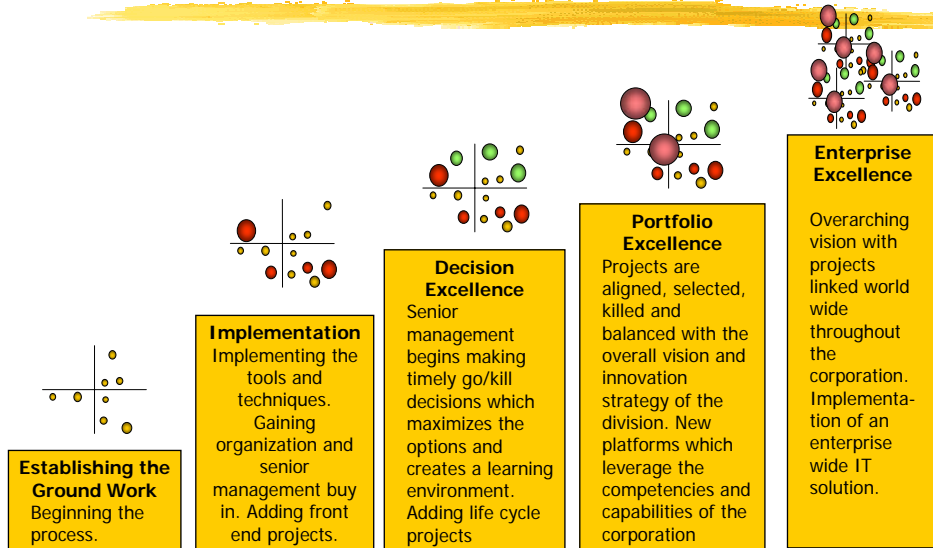 Establishing the
Ground Work
Beginning the
process.
Implementation
Implementing the
tools and
techniques.
Gaining
organization and
senior
management buy
in. Adding front
end projects.
Decision
Excellence
Senior
management
begins making
timely go/kill
decisions which
maximizes the
options and
creates a learning
environment.
Adding life cycle
projects
Portfolio
Excellence
Projects are
aligned, selected,
killed and
balanced with the
overall vision and
innovation
strategy of the
division. New
platforms which
leverage the
competencies and
capabilities of the
corporation
Enterprise
Excellence
Overarching
vision with
projects
linked world
wide
throughout
the
corporation.
Implementa-
tion of an
enterprise
wide IT
solution.